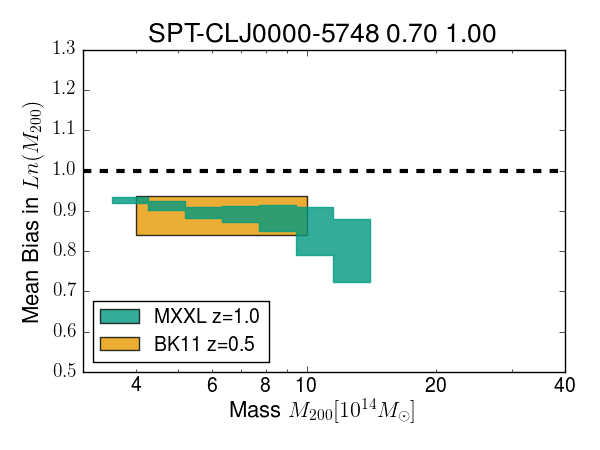 SPT-CLJ0000-5748 0.70 1.00
1.3
1.2
1.1
1.0
0.9
0.8
0.7
0.6
0.5
Mean Bias in Ln(M₂₀₀)
MXXL z=1.0
BK11 z=0.5
4 6 8 10 20 40
Mass M₂₀₀[10¹⁴M☉]